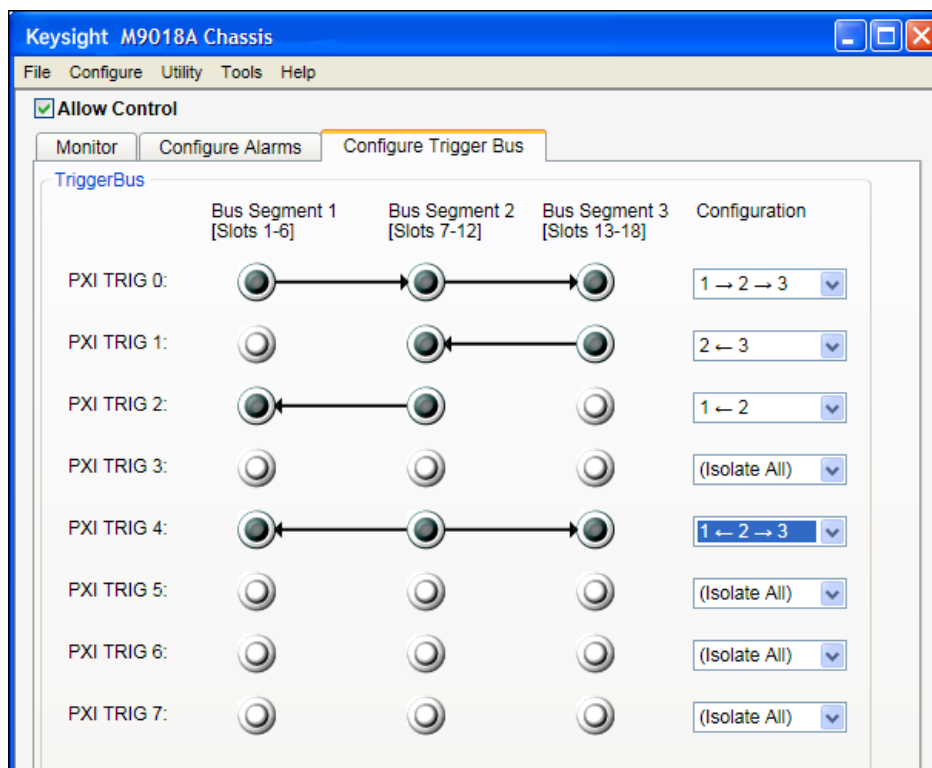 Keysight M9018A Chassis
File Configure Utility Tools Help
Allow Control
Monitor Configure Alarms Configure Trigger Bus
TriggerBus
Bus Segment 1 Bus Segment 2 Bus Segment 3 Configuration
[Slots 1-6] [Slots 7-12] [Slots 13-18]
PXI TRIG 0: 1 → 2 → 3
PXI TRIG 1: 2 ← 3
PXI TRIG 2: 1 ← 2
PXI TRIG 3: (Isolate All)
PXI TRIG 4: 1 ← 2 → 3
PXI TRIG 5: (Isolate All)
PXI TRIG 6: (Isolate All)
PXI TRIG 7: (Isolate All)